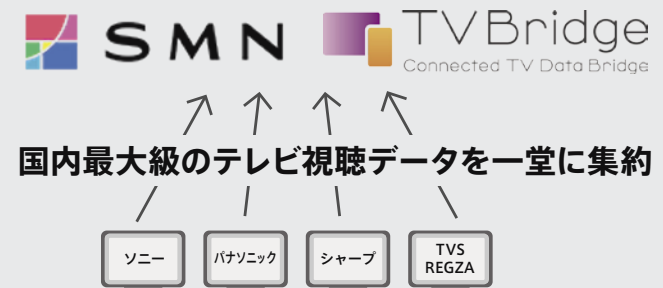 SMN
TVBridge
Connected TV Data Bridge
国内最大級のテレビ視聴データを一堂に集約
ソニー
パナソニック
シャープ
TVS
REGZA